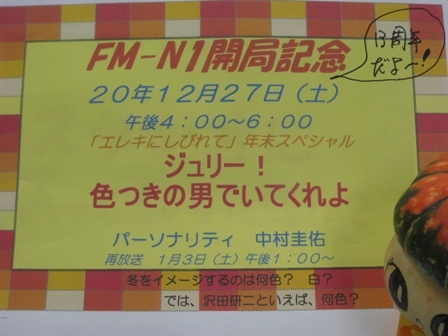 FM-N1開局記念
13周年
だよ～！
20年12月27日（土）
午後4：00～6：00
「エレキにしびれて」年末スペシャル
ジュリー！
色つきの男でいてくれよ
パーソナリティ　中村圭佑
再放送　1月3日（土）午後1：00～
冬をイメージするのは何色？　白？
では、沢田研二といえば、何色？